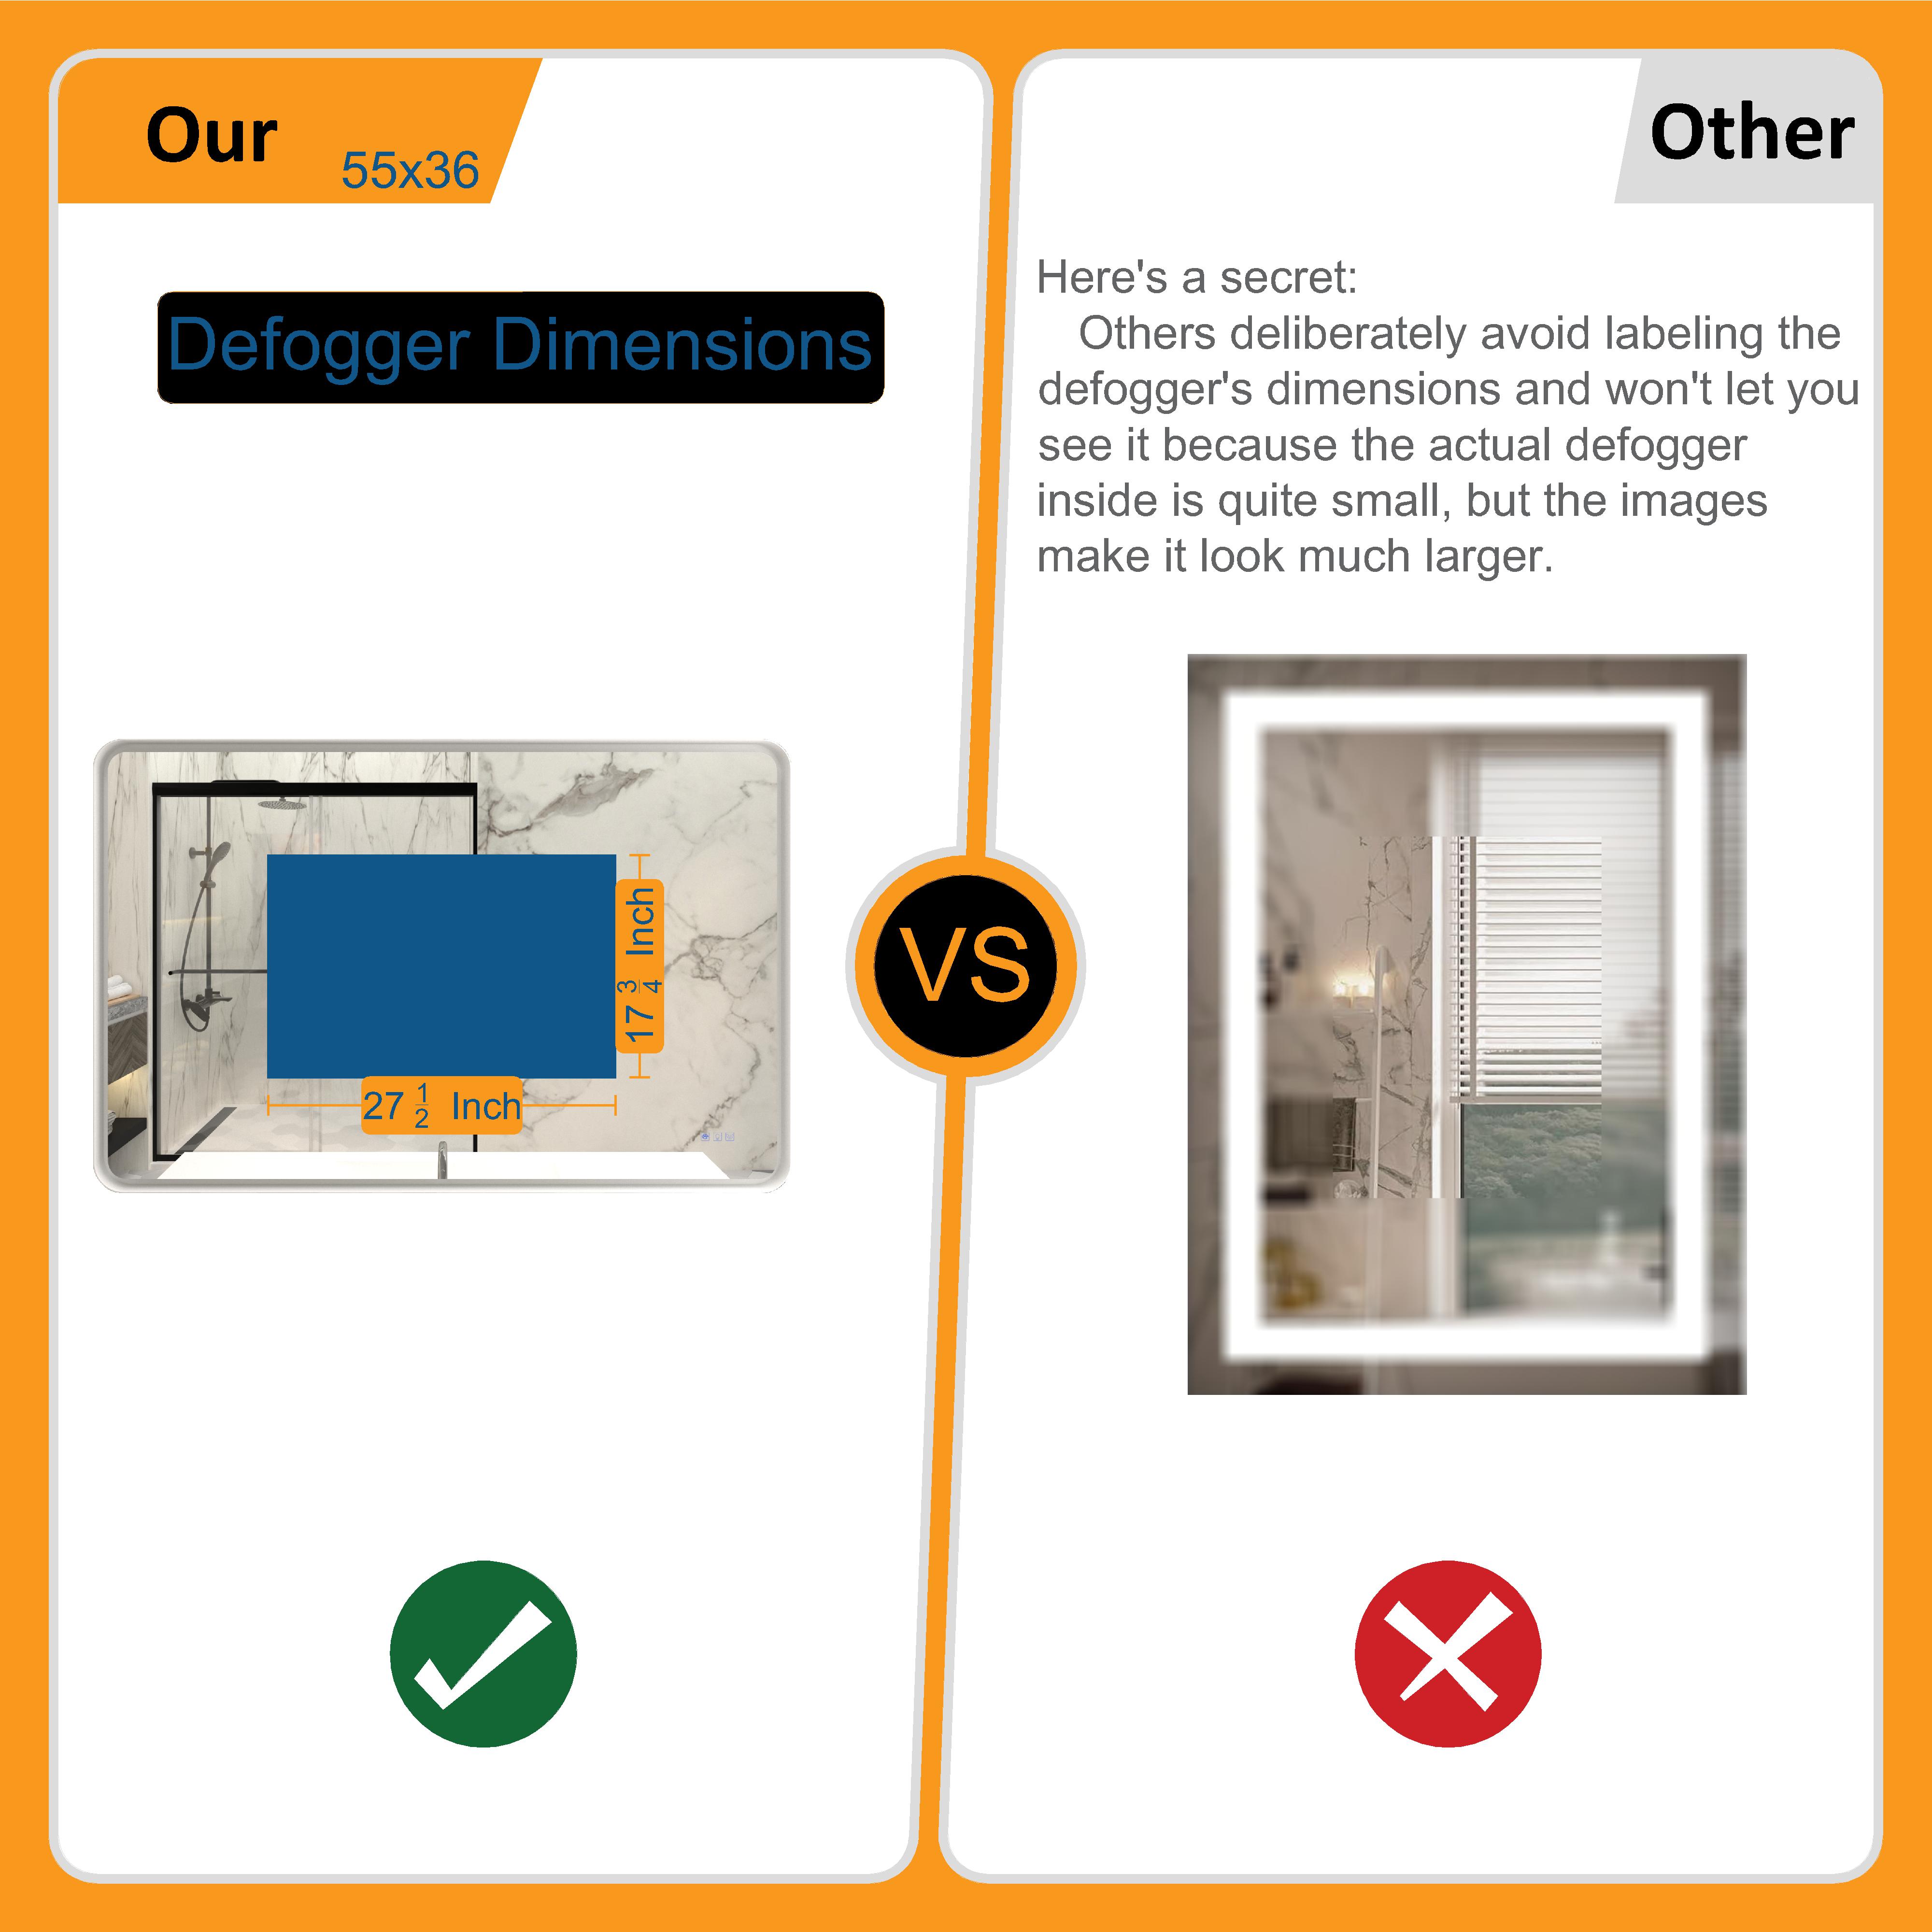 Our
55x36
Defogger Dimensions
17 3/4 Inch
27 1/2 Inch
VS
Other
Here's a secret:
Others deliberately avoid labeling the
defogger's dimensions and won't let you
see it because the actual defogger
inside is quite small, but the images
make it look much larger.